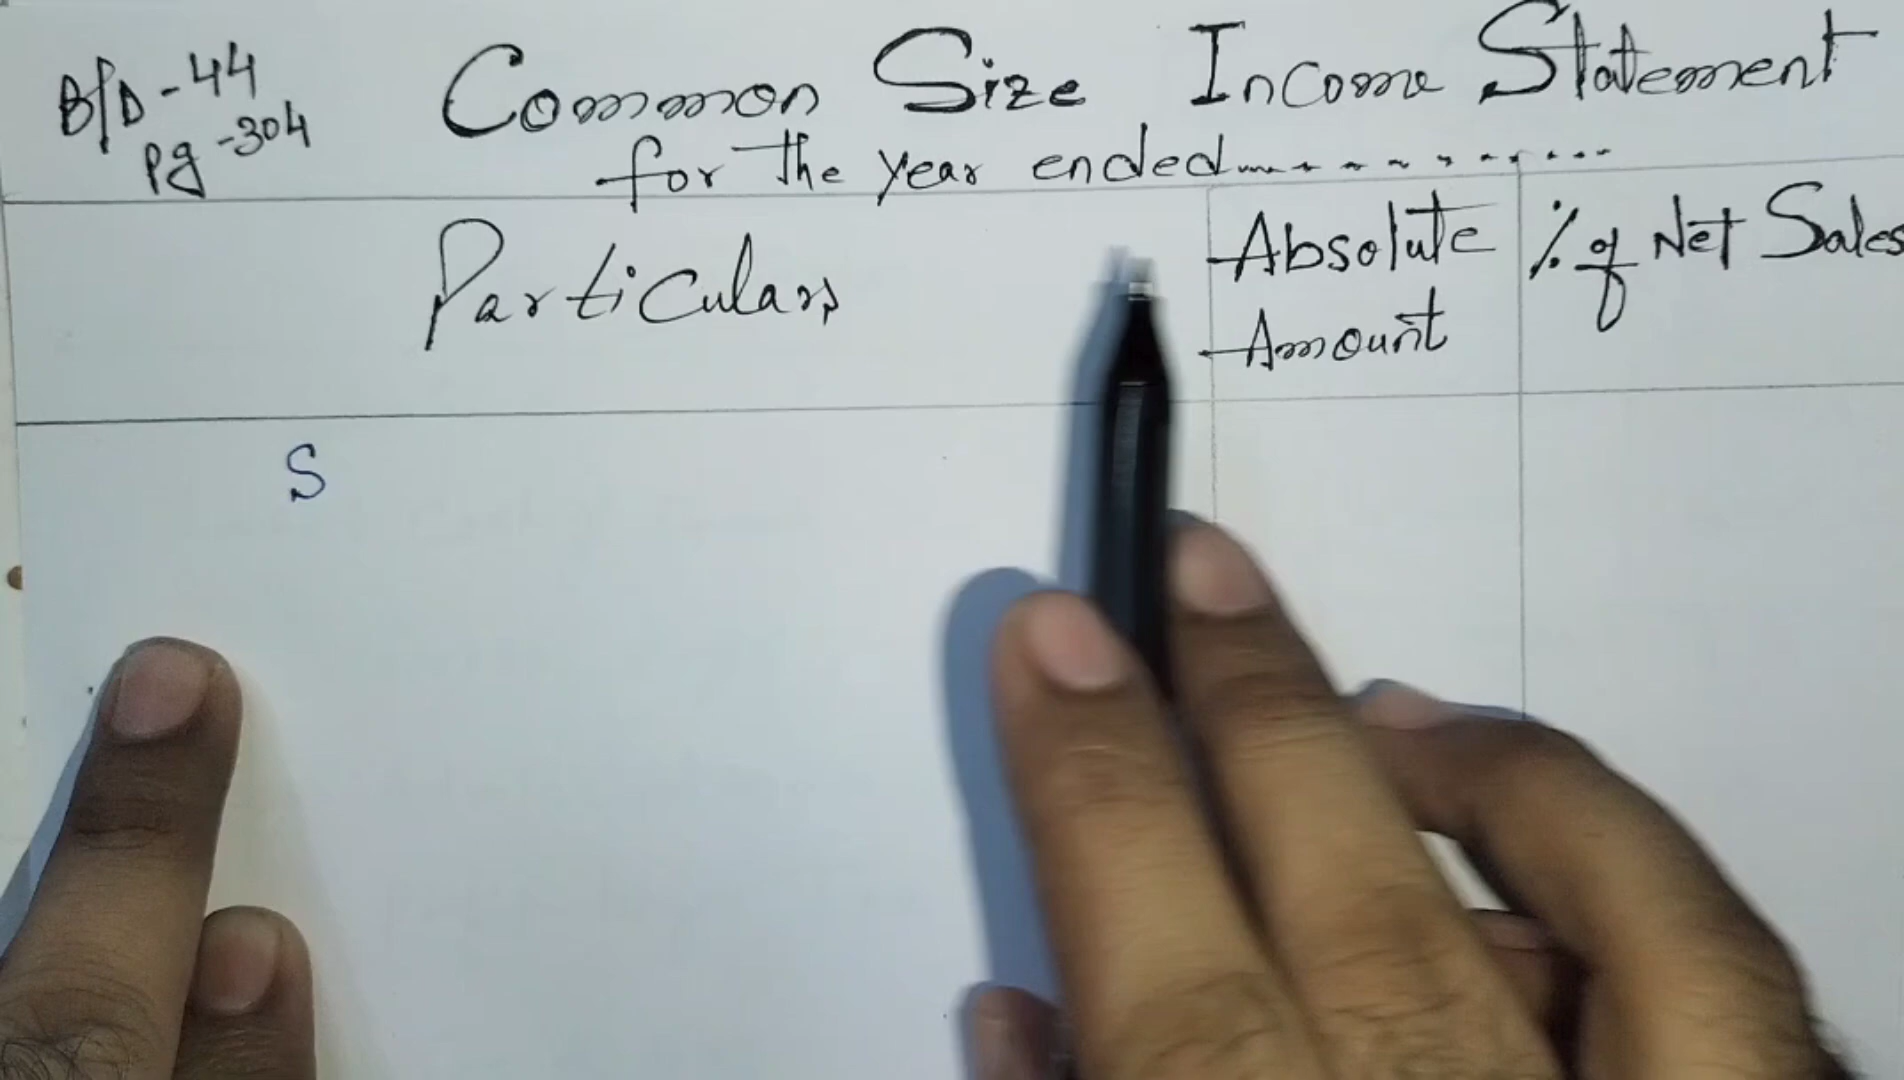 B/D-44
Pg-304
Common Size Income Statement
for the year ended............
Particulars
Absolute
Amount
% of Net Sales
S